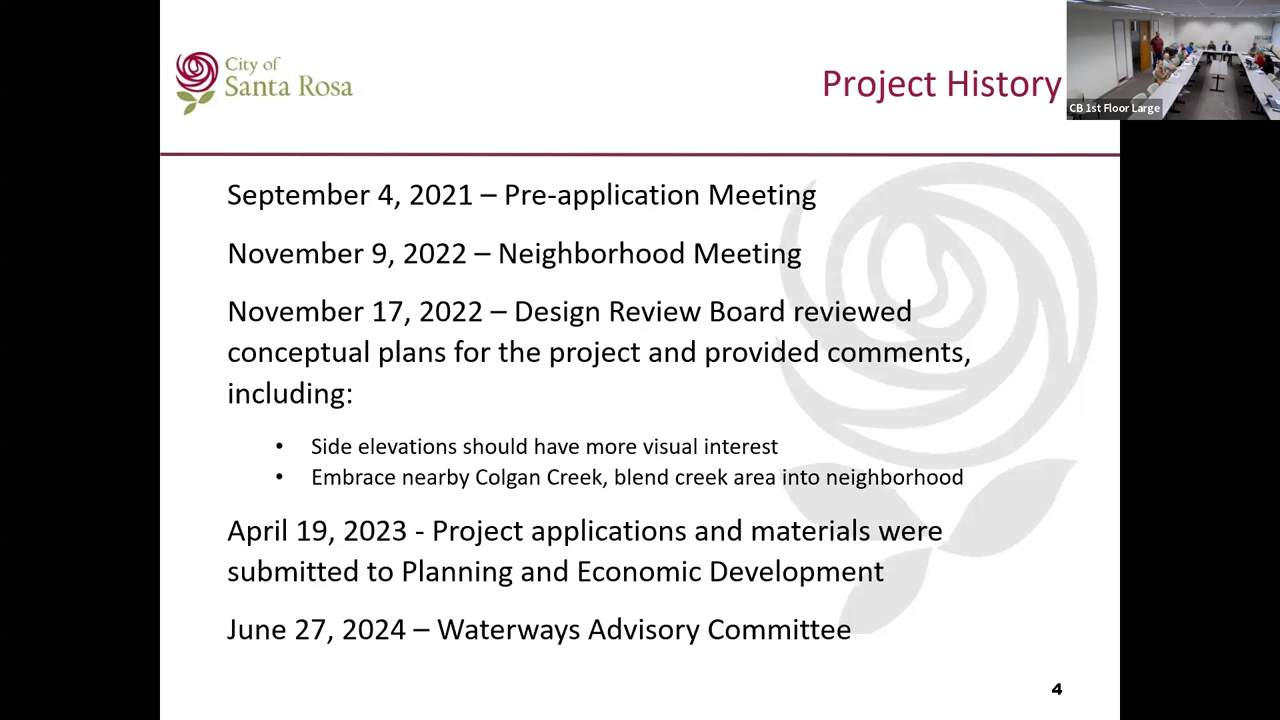 City of
Santa Rosa
Project History
CB 1st Floor Large
September 4, 2021 – Pre-application Meeting
November 9, 2022 – Neighborhood Meeting
November 17, 2022 – Design Review Board reviewed
conceptual plans for the project and provided comments,
including:
• Side elevations should have more visual interest
• Embrace nearby Colgan Creek, blend creek area into neighborhood
April 19, 2023 - Project applications and materials were
submitted to Planning and Economic Development
June 27, 2024 – Waterways Advisory Committee
4